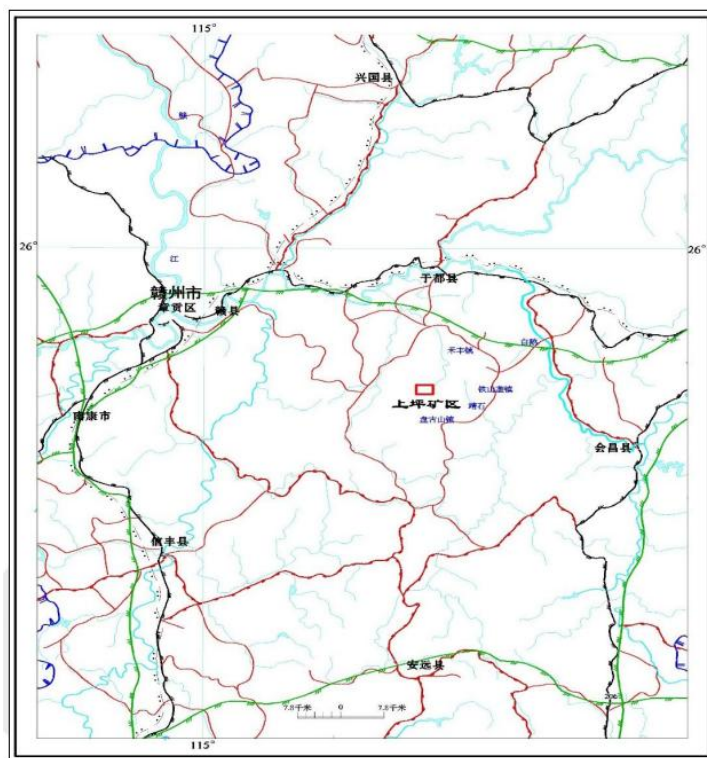 115°
兴国县
26°
26°
江
于都县
赣州市
章贡区
赣县
禾丰镇
白鹅
铁山垅镇
上坪矿区
靖石
南康市
盘古山镇
会昌县
信丰县
安远县
7.5千米 0 7.5千米
115°